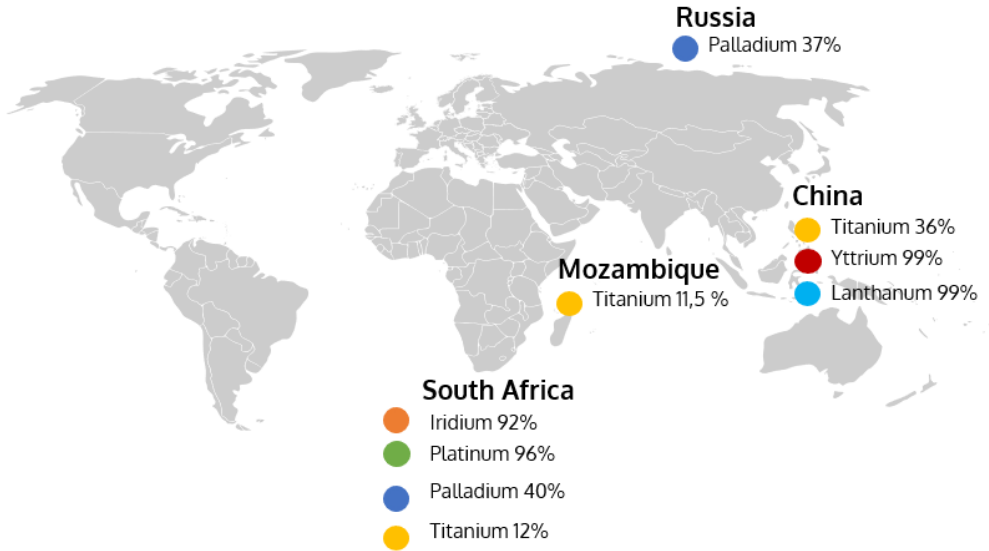 Russia
Palladium 37%
China
Titanium 36%
Yttrium 99%
Lanthanum 99%
Mozambique
Titanium 11,5 %
South Africa
Iridium 92%
Platinum 96%
Palladium 40%
Titanium 12%